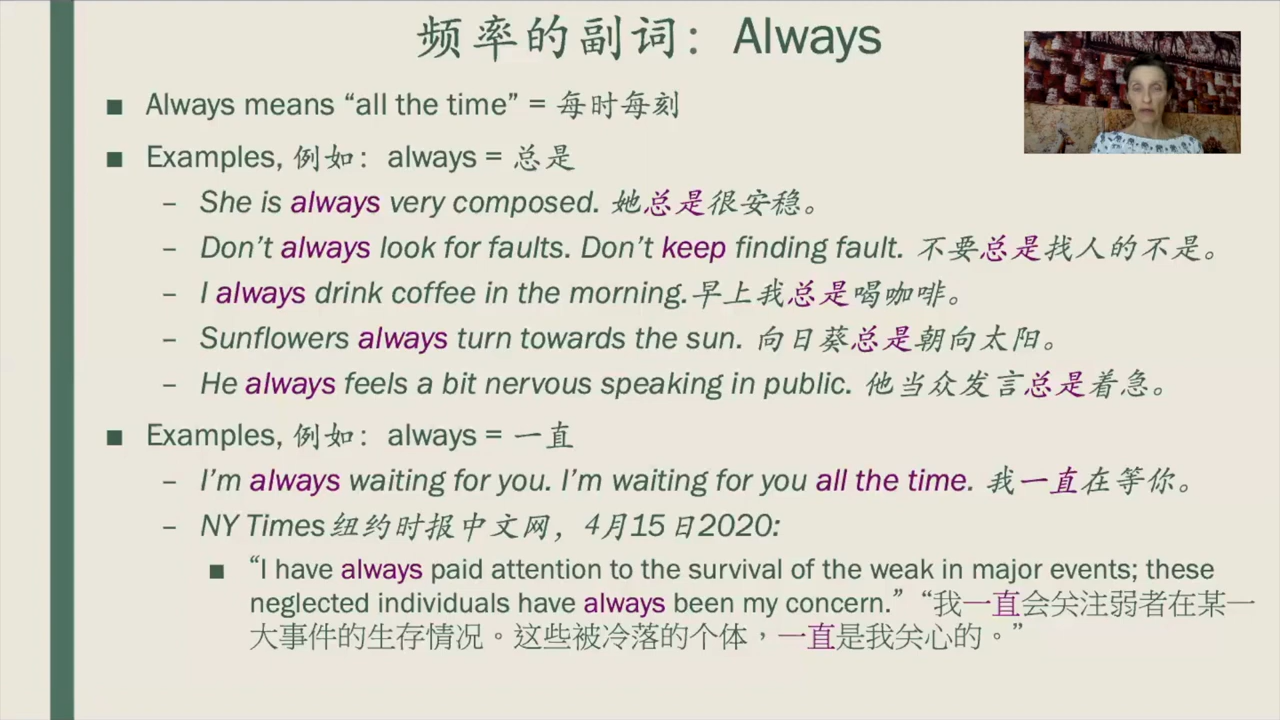 频率的副词：Always
■ Always means “all the time” = 每时每刻
■ Examples, 例如：always = 总是
– She is always very composed. 她总是很安稳。
– Don’t always look for faults. Don’t keep finding fault. 不要总是找人的不是。
– I always drink coffee in the morning.早上我总是喝咖啡。
– Sunflowers always turn towards the sun. 向日葵总是朝向太阳。
– He always feels a bit nervous speaking in public. 他当众发言总是着急。
■ Examples, 例如：always = 一直
– I’m always waiting for you. I’m waiting for you all the time. 我一直在等你。
– NY Times纽约时报中文网，4月15日2020:
■ “I have always paid attention to the survival of the weak in major events; these
neglected individuals have always been my concern.” “我一直会关注弱者在某一
大事件的生存情况。这些被冷落的个体，一直是我关心的。”